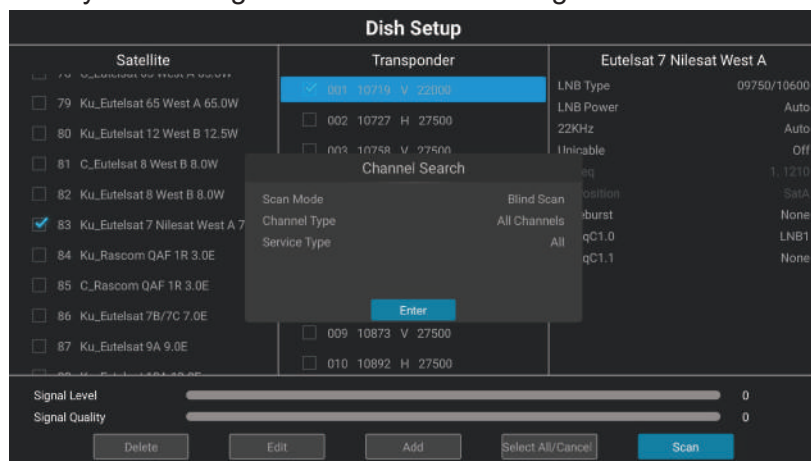 Dish Setup
Satellite
79 Ku_Eutelsat 65 West A 65.0W
80 Ku_Eutelsat 12 West B 12.5W
81 C_Eutelsat 8 West B 8.0W
82 Ku_Eutelsat 8 West B 8.0W
83 Ku_Eutelsat 7 Nilesat West A 7
84 Ku_Rascom QAF 1R 3.0E
85 C_Rascom QAF 1R 3.0E
86 Ku_Eutelsat 7B/7C 7.0E
87 Ku_Eutelsat 9A 9.0E
Transponder
001 10719 V 22000
002 10727 H 27500
003 10758 V 27500
009 10873 V 27500
010 10892 H 27500
Eutelsat 7 Nilesat West A
LNB Type 09750/10600
LNB Power Auto
22KHz Auto
Unicable Off
eq 1. 1210
osition SatA
burst None
qC1.0 LNB1
qC1.1 None
Channel Search
Scan Mode Blind Scan
Channel Type All Channels
Service Type All
Enter
Signal Level 0
Signal Quality 0
Delete Edit Add Select All/Cancel Scan